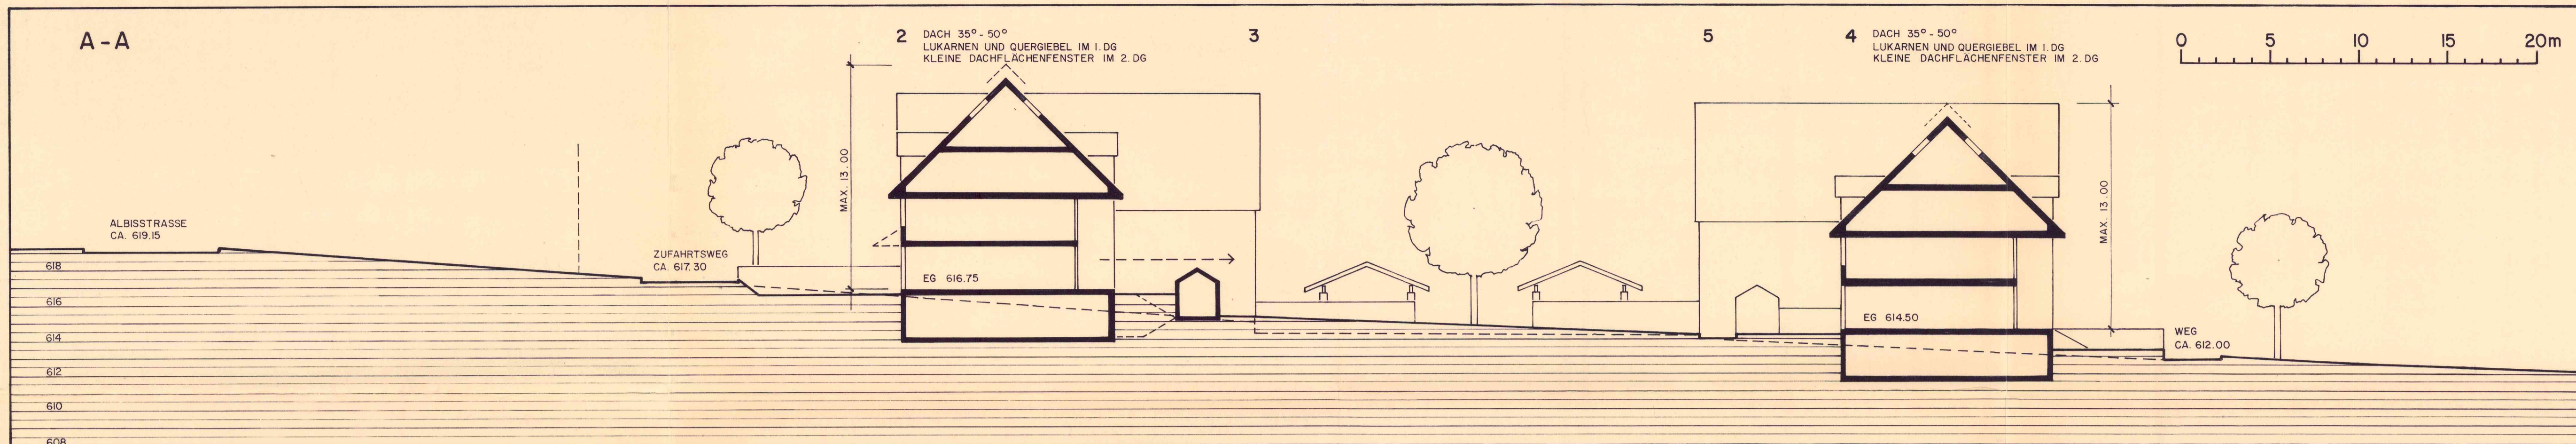 A-A
2
DACH 35° - 50°
LUKARNEN UND QUERGIEBEL IM 1. DG
KLEINE DACHFLÄCHENFENSTER IM 2. DG
3
5
4
DACH 35° - 50°
LUKARNEN UND QUERGIEBEL IM 1. DG
KLEINE DACHFLÄCHENFENSTER IM 2. DG
0 5 10 15 20m
MAX. 13.00
MAX. 13.00
ALBISSTRASSE
CA. 619.15
ZUFAHRTSWEG
CA. 617.30
EG 616.75
EG 614.50
WEG
CA. 612.00
618
616
614
612
610
608